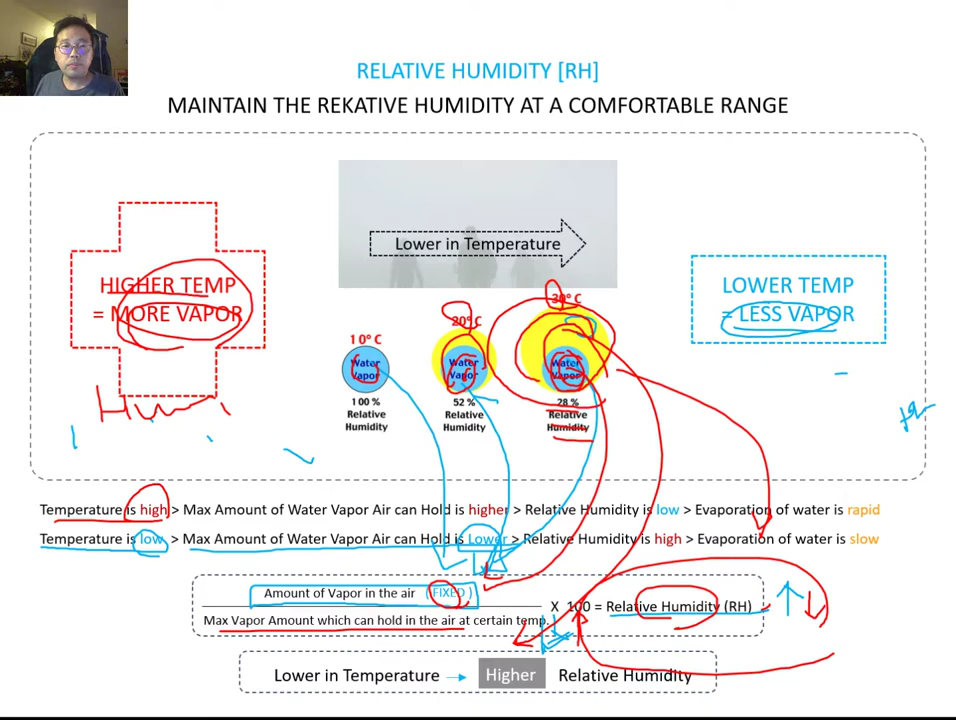 RELATIVE HUMIDITY [RH]
MAINTAIN THE REKATIVE HUMIDITY AT A COMFORTABLE RANGE
Lower in Temperature
HIGHER TEMP
= MORE VAPOR
LOWER TEMP
= LESS VAPOR
10° C
20° C
30° C
Water
Vapor
Water
Vapor
Water
Vapor
100 %
Relative
Humidity
52 %
Relative
Humidity
28 %
Relative
Humidity
Temperature is high > Max Amount of Water Vapor Air can Hold is higher > Relative Humidity is low > Evaporation of water is rapid
Temperature is low > Max Amount of Water Vapor Air can Hold is Lower > Relative Humidity is high > Evaporation of water is slow
Amount of Vapor in the air ( FIXED )
Max Vapor Amount which can hold in the air at certain temp.
X 100 = Relative Humidity (RH)
Lower in Temperature → Higher Relative Humidity